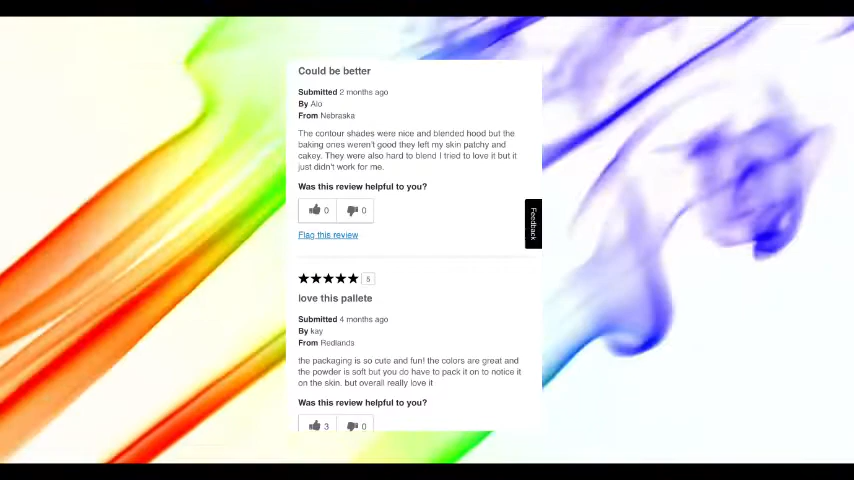 Could be better
Submitted 2 months ago
By Alo
From Nebraska
The contour shades were nice and blended hood but the
baking ones weren't good they left my skin patchy and
cakey. They were also hard to blend I tried to love it but it
just didn't work for me.
Was this review helpful to you?
0 0
Feedback
Flag this review
5
love this pallete
Submitted 4 months ago
By kay
From Redlands
the packaging is so cute and fun! the colors are great and
the powder is soft but you do have to pack it on to notice it
on the skin. but overall really love it
Was this review helpful to you?
3 0